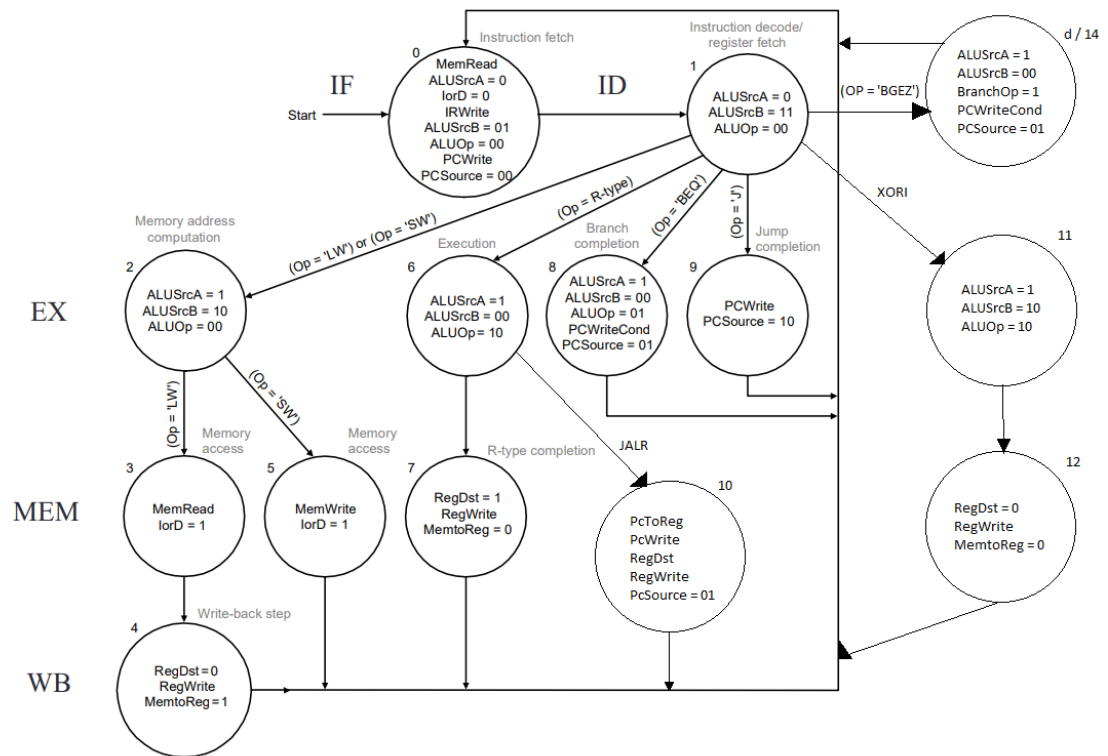 IF
Start
Instruction fetch
0
MemRead
ALUSrcA = 0
IorD = 0
IRWrite
ALUSrcB = 01
ALUOp = 00
PCWrite
PCSource = 00
ID
Instruction decode/
register fetch
1
ALUSrcA = 0
ALUSrcB = 11
ALUOp = 00
(OP = 'BGEZ')
d / 14
ALUSrcA = 1
ALUSrcB = 00
BranchOp = 1
PCWriteCond
PCSource = 01
(Op = 'LW') or (Op = 'SW')
(Op = R-type)
(Op = 'BEQ')
(Op = 'J')
XORI
EX
Memory address
computation
2
ALUSrcA = 1
ALUSrcB = 10
ALUOp = 00
Execution
6
ALUSrcA = 1
ALUSrcB = 00
ALUOp = 10
Branch
completion
8
ALUSrcA = 1
ALUSrcB = 00
ALUOp = 01
PCWriteCond
PCSource = 01
Jump
completion
9
PCWrite
PCSource = 10
11
ALUSrcA = 1
ALUSrcB = 10
ALUOp = 10
(Op = 'LW')
(Op = 'SW')
JALR
MEM
Memory
access
3
MemRead
IorD = 1
Memory
access
5
MemWrite
IorD = 1
R-type completion
7
RegDst = 1
RegWrite
MemtoReg = 0
10
PcToReg
PcWrite
RegDst
RegWrite
PcSource = 01
12
RegDst = 0
RegWrite
MemtoReg = 0
WB
Write-back step
4
RegDst = 0
RegWrite
MemtoReg = 1